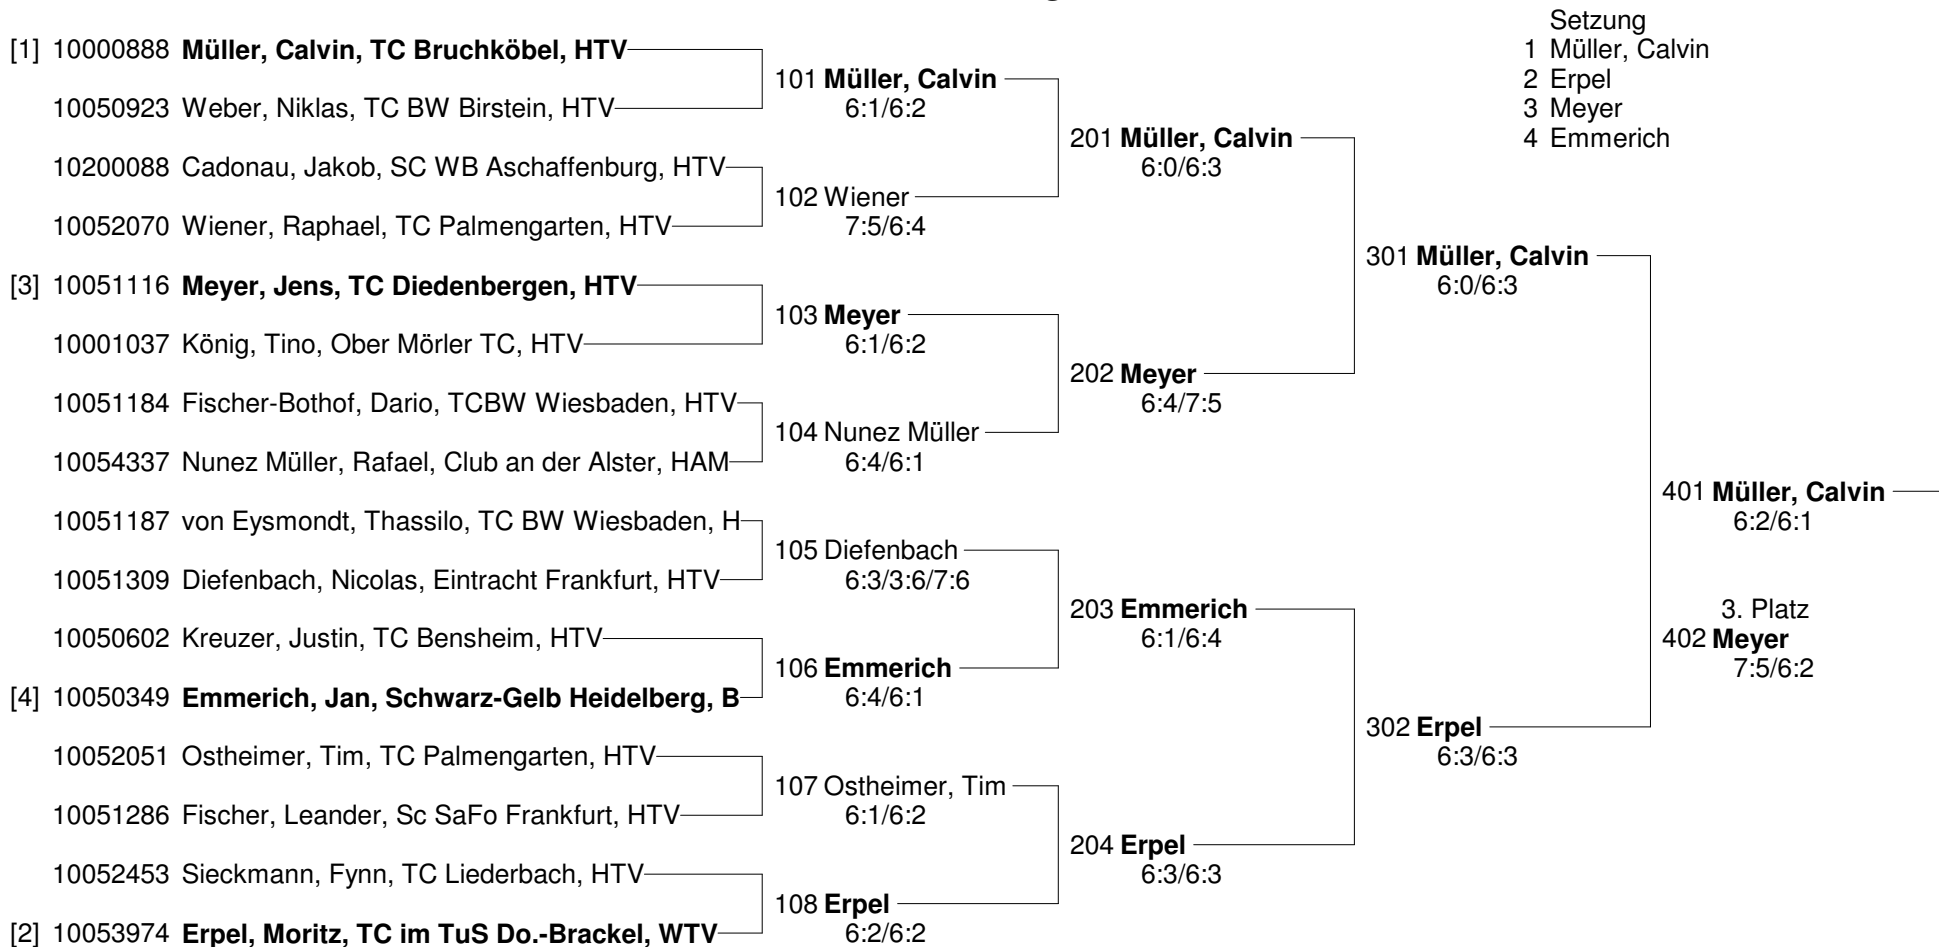 Setzung
1 Müller, Calvin
2 Erpel
3 Meyer
4 Emmerich
[1] 10000888 Müller, Calvin, TC Bruchköbel, HTV
10050923 Weber, Niklas, TC BW Birstein, HTV
10200088 Cadonau, Jakob, SC WB Aschaffenburg, HTV
10052070 Wiener, Raphael, TC Palmengarten, HTV
[3] 10051116 Meyer, Jens, TC Diedenbergen, HTV
10001037 König, Tino, Ober Mörler TC, HTV
10051184 Fischer-Bothof, Dario, TCBW Wiesbaden, HTV
10054337 Nunez Müller, Rafael, Club an der Alster, HAM
10051187 von Eysmondt, Thassilo, TC BW Wiesbaden, H
10051309 Diefenbach, Nicolas, Eintracht Frankfurt, HTV
10050602 Kreuzer, Justin, TC Bensheim, HTV
[4] 10050349 Emmerich, Jan, Schwarz-Gelb Heidelberg, B
10052051 Ostheimer, Tim, TC Palmengarten, HTV
10051286 Fischer, Leander, Sc SaFo Frankfurt, HTV
10052453 Sieckmann, Fynn, TC Liederbach, HTV
[2] 10053974 Erpel, Moritz, TC im TuS Do.-Brackel, WTV
101 Müller, Calvin
6:1/6:2
102 Wiener
7:5/6:4
103 Meyer
6:1/6:2
104 Nunez Müller
6:4/6:1
105 Diefenbach
6:3/3:6/7:6
106 Emmerich
6:4/6:1
107 Ostheimer, Tim
6:1/6:2
108 Erpel
6:2/6:2
201 Müller, Calvin
6:0/6:3
202 Meyer
6:4/7:5
203 Emmerich
6:1/6:4
204 Erpel
6:3/6:3
301 Müller, Calvin
6:0/6:3
302 Erpel
6:3/6:3
401 Müller, Calvin
6:2/6:1
3. Platz
402 Meyer
7:5/6:2